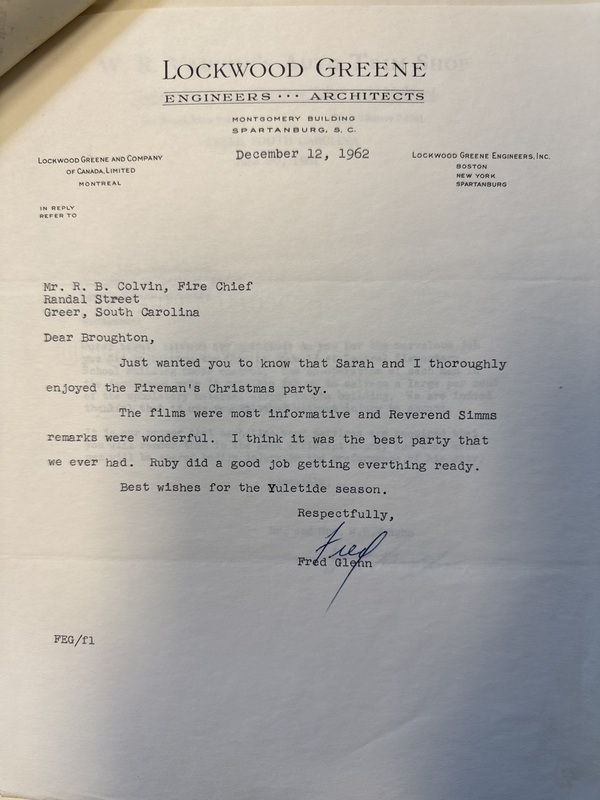 LOCKWOOD GREENE
ENGINEERS ••• ARCHITECTS
MONTGOMERY BUILDING
SPARTANBURG, S. C.
LOCKWOOD GREENE AND COMPANY
OF CANADA, LIMITED
MONTREAL
December 12, 1962
LOCKWOOD GREENE ENGINEERS, INC.
BOSTON
NEW YORK
SPARTANBURG
IN REPLY
REFER TO
Mr. R. B. Colvin, Fire Chief
Randal Street
Greer, South Carolina
Dear Broughton,
Just wanted you to know that Sarah and I thoroughly
enjoyed the Fireman's Christmas party.
The films were most informative and Reverend Simms
remarks were wonderful. I think it was the best party that
we ever had. Ruby did a good job getting everthing ready.
Best wishes for the Yuletide season.
Respectfully,
Fred
Fred Glenn
FEG/fl